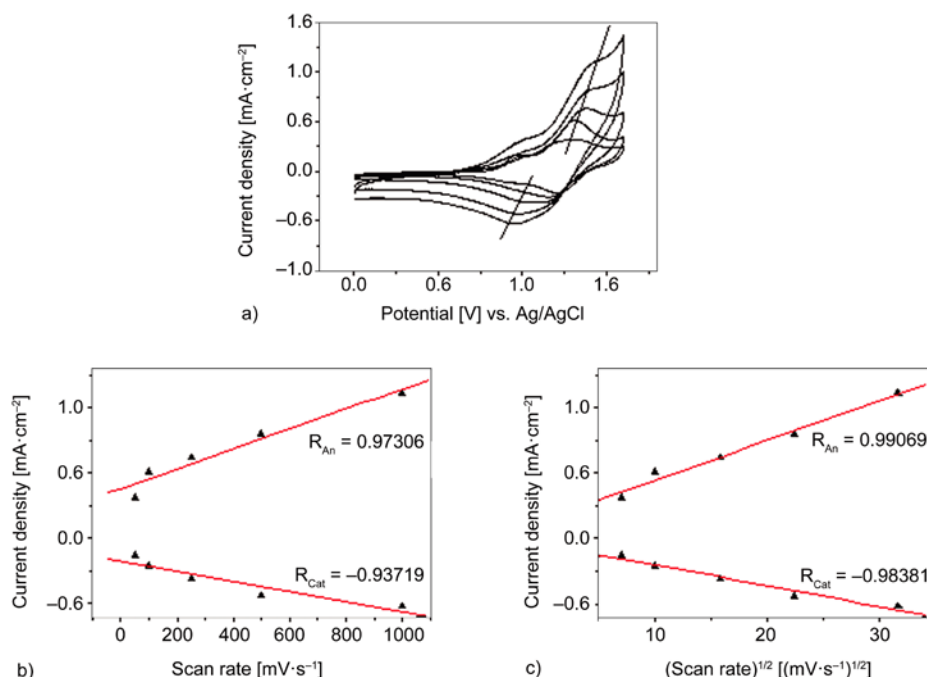 1.6
1.0
0.6
0.0
–0.6
–1.0
Current density [mA·cm⁻²]
0.0 0.6 1.0 1.6
a) Potential [V] vs. Ag/AgCl
1.0
0.6
0.0
–0.6
Current density [mA·cm⁻²]
R_An = 0.97306
R_Cat = –0.93719
0 200 400 600 800 1000
b) Scan rate [mV·s⁻¹]
1.0
0.6
0.0
–0.6
Current density [mA·cm⁻²]
R_An = 0.99069
R_Cat = –0.98381
10 20 30
c) (Scan rate)^1/2 [(mV·s⁻¹)^1/2]